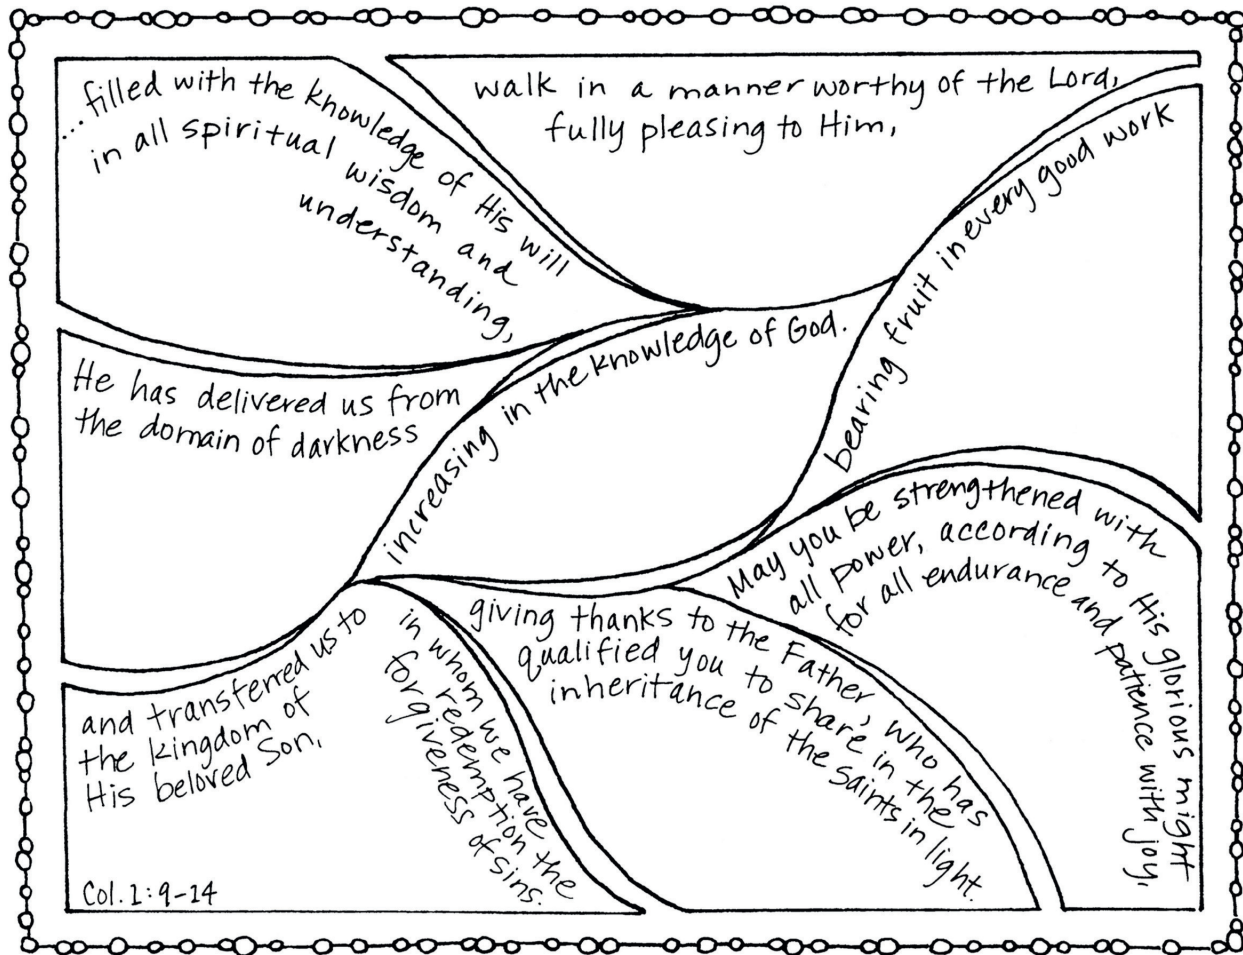 ...filled with the knowledge of His will
in all spiritual wisdom and
understanding,
walk in a manner worthy of the Lord,
fully pleasing to Him,
bearing fruit in every good work
increasing in the knowledge of God.
May you be strengthened with
all power, according to His glorious might
for all endurance and patience with joy,
giving thanks to the Father, who has
qualified you to share in the
inheritance of the saints in light.
He has delivered us from
the domain of darkness
and transferred us to
the kingdom of
His beloved Son,
in whom we have
redemption the
forgiveness of sins.
Col. 1:9-14